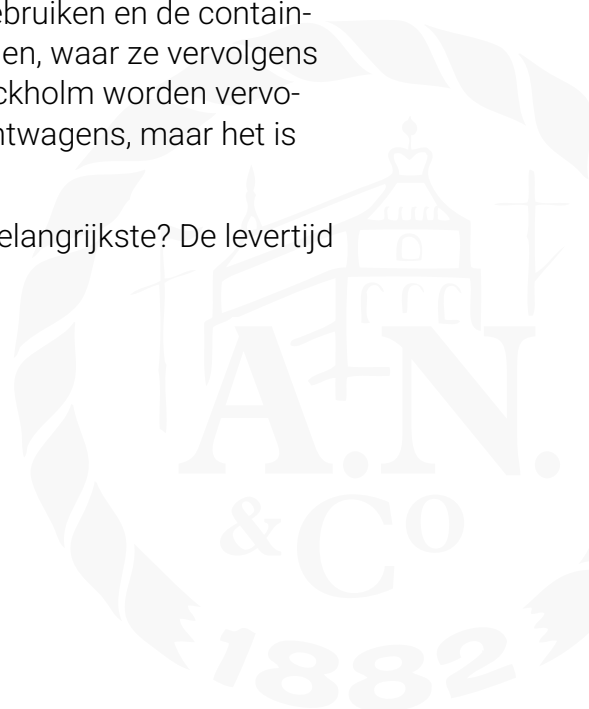 ebruiken en de contain-
en, waar ze vervolgens
ckholm worden vervo-
ntwagens, maar het is
elangrijkste? De levertijd
A.N.
& Co
1882